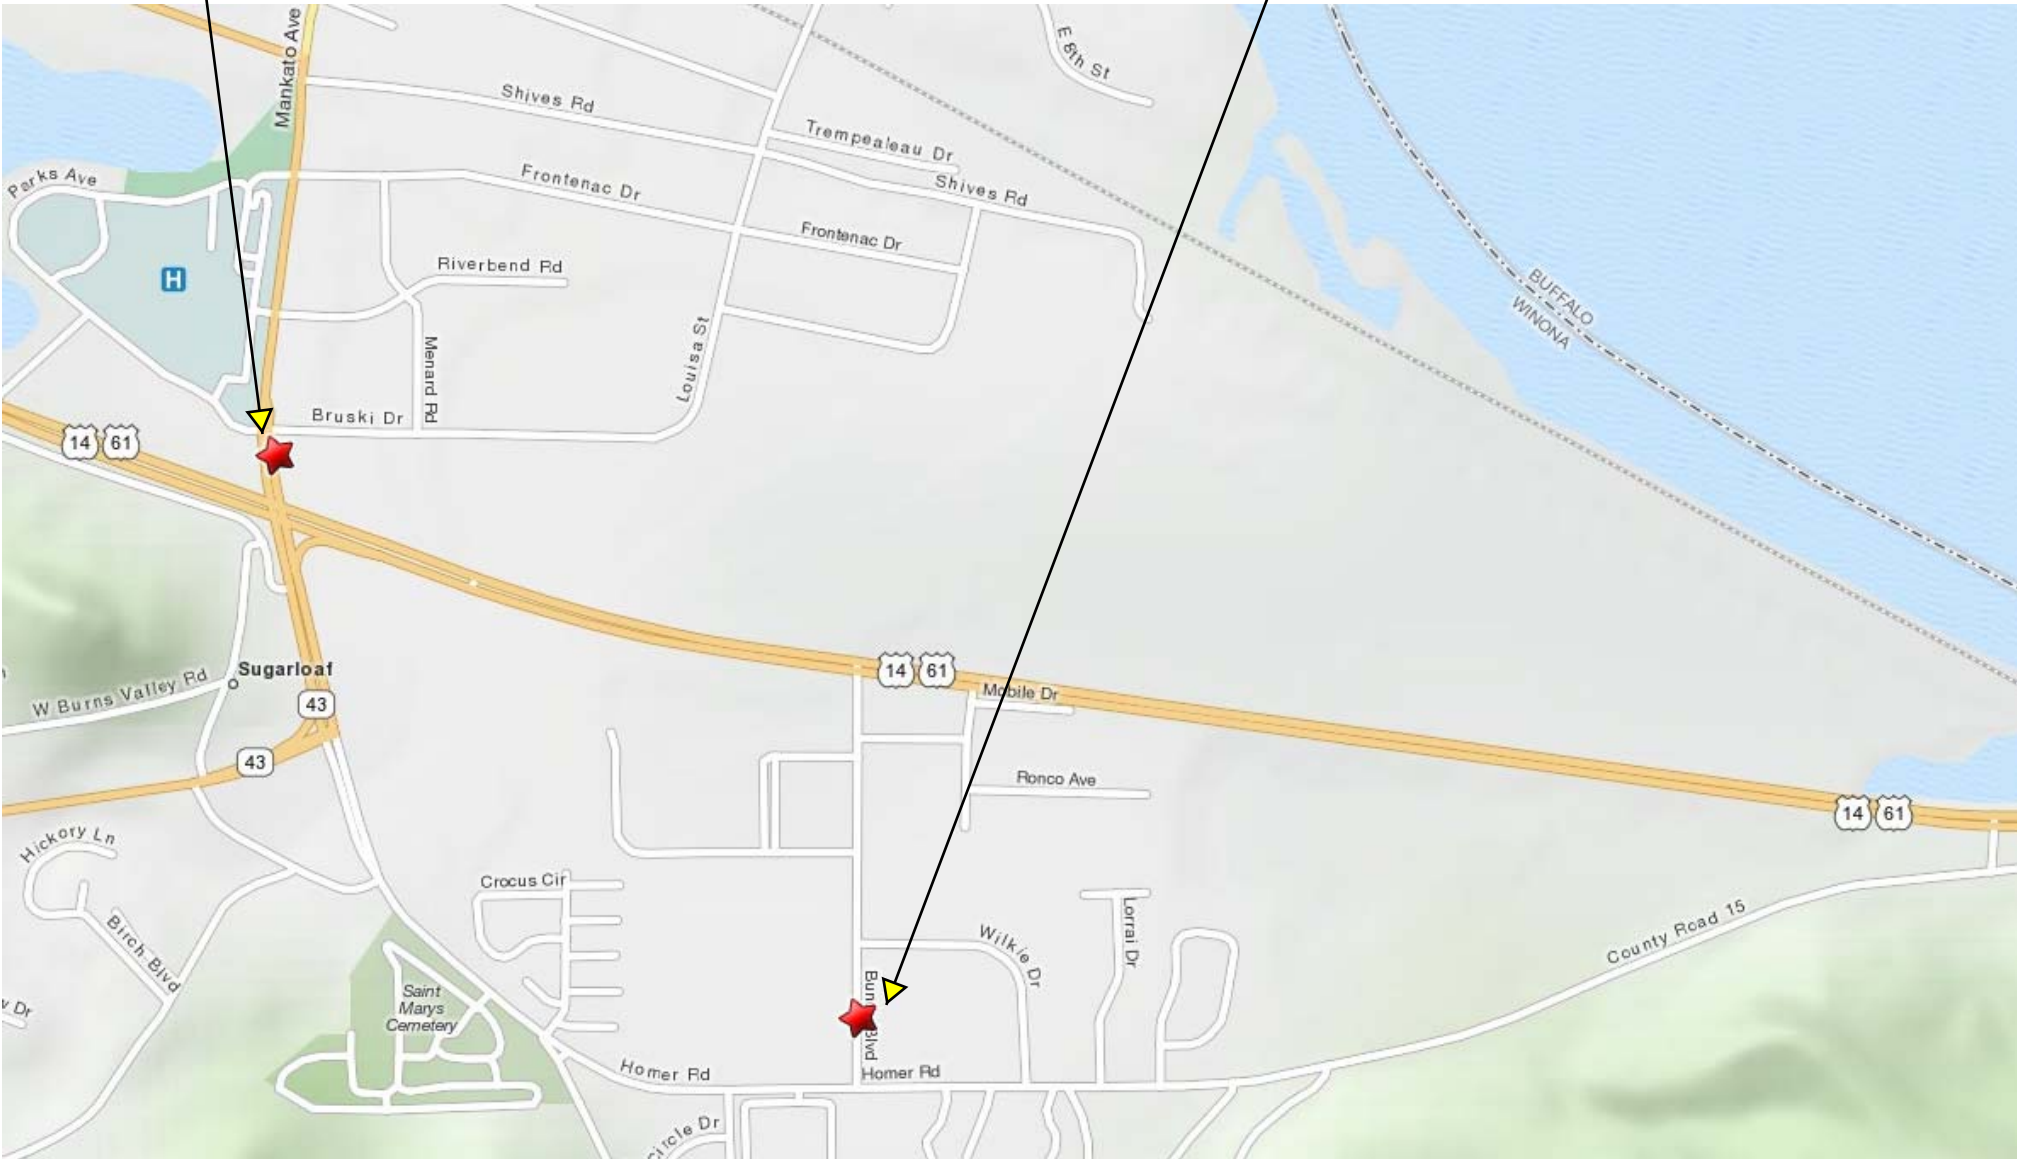 Mankato Ave
E 8th St
Shives Rd
Trempealeau Dr
Parks Ave
Frontenac Dr
Shives Rd
Frontenac Dr
H
Riverbend Rd
BUFFALO
WINONA
Louisa St
Menard Rd
Bruski Dr
14 61
14 61
Sugarloaf
W Burns Valley Rd
Mobile Dr
43
43
Ronco Ave
14 61
Hickory Ln
Crocus Cir
Lorrai Dr
County Road 15
Birch Blvd
Wilkie Dr
Saint
Marys
Cemetery
Blvd
Dr
Homer Rd
Homer Rd
Circle Dr